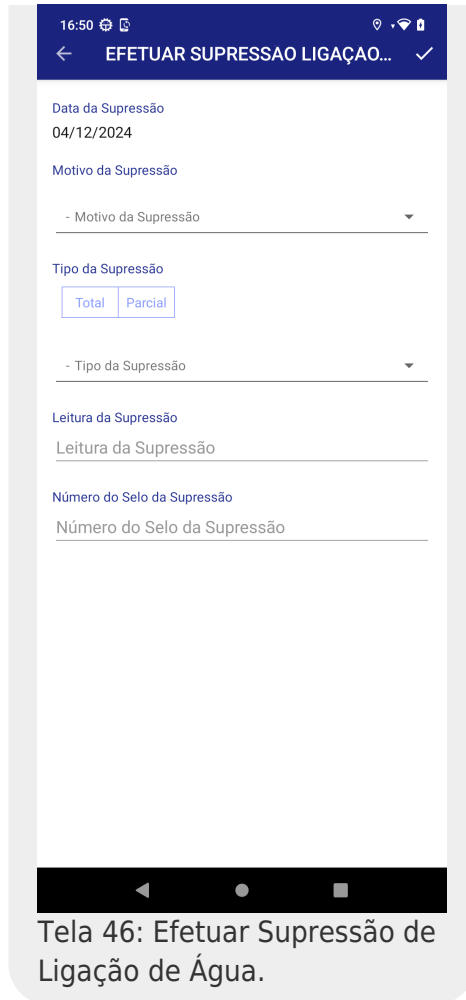 16:50
EFETUAR SUPRESSAO LIGAÇAO...
Data da Supressão
04/12/2024
Motivo da Supressão
- Motivo da Supressão
Tipo da Supressão
Total Parcial
- Tipo da Supressão
Leitura da Supressão
Leitura da Supressão
Número do Selo da Supressão
Número do Selo da Supressão
Tela 46: Efetuar Supressão de
Ligação de Água.